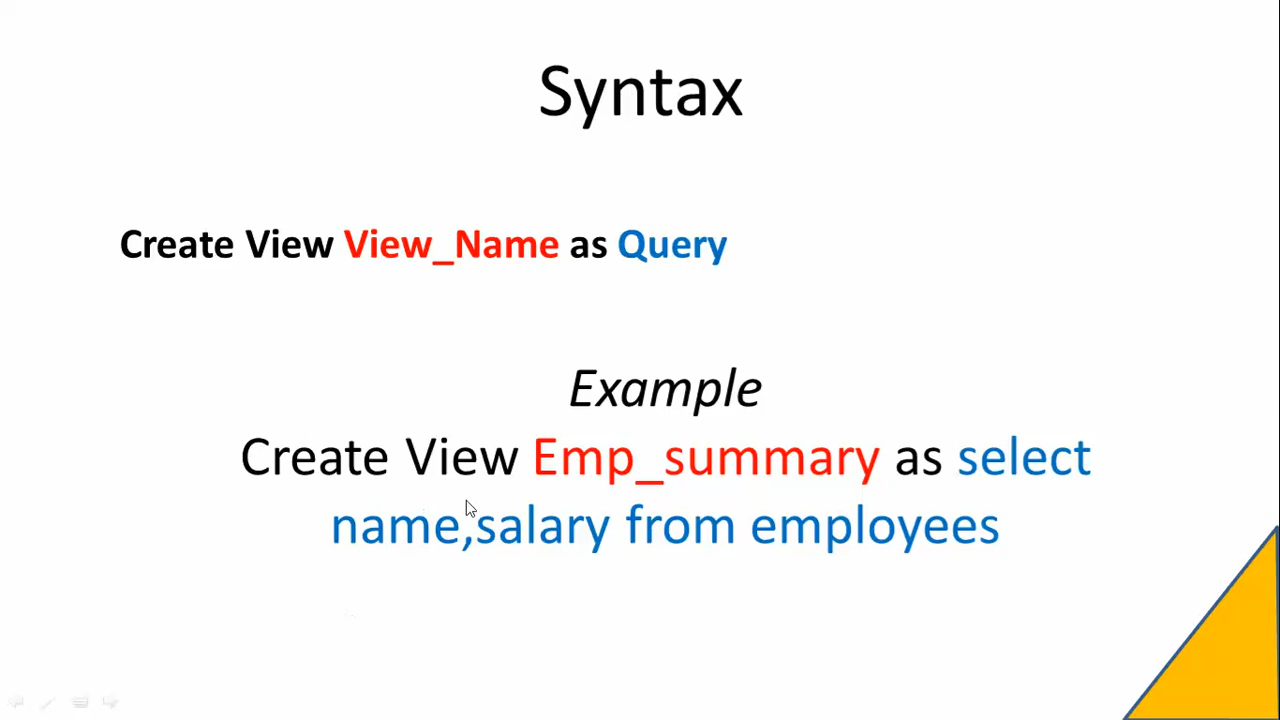 Syntax
Create View View_Name as Query
Example
Create View Emp_summary as select
name,salary from employees